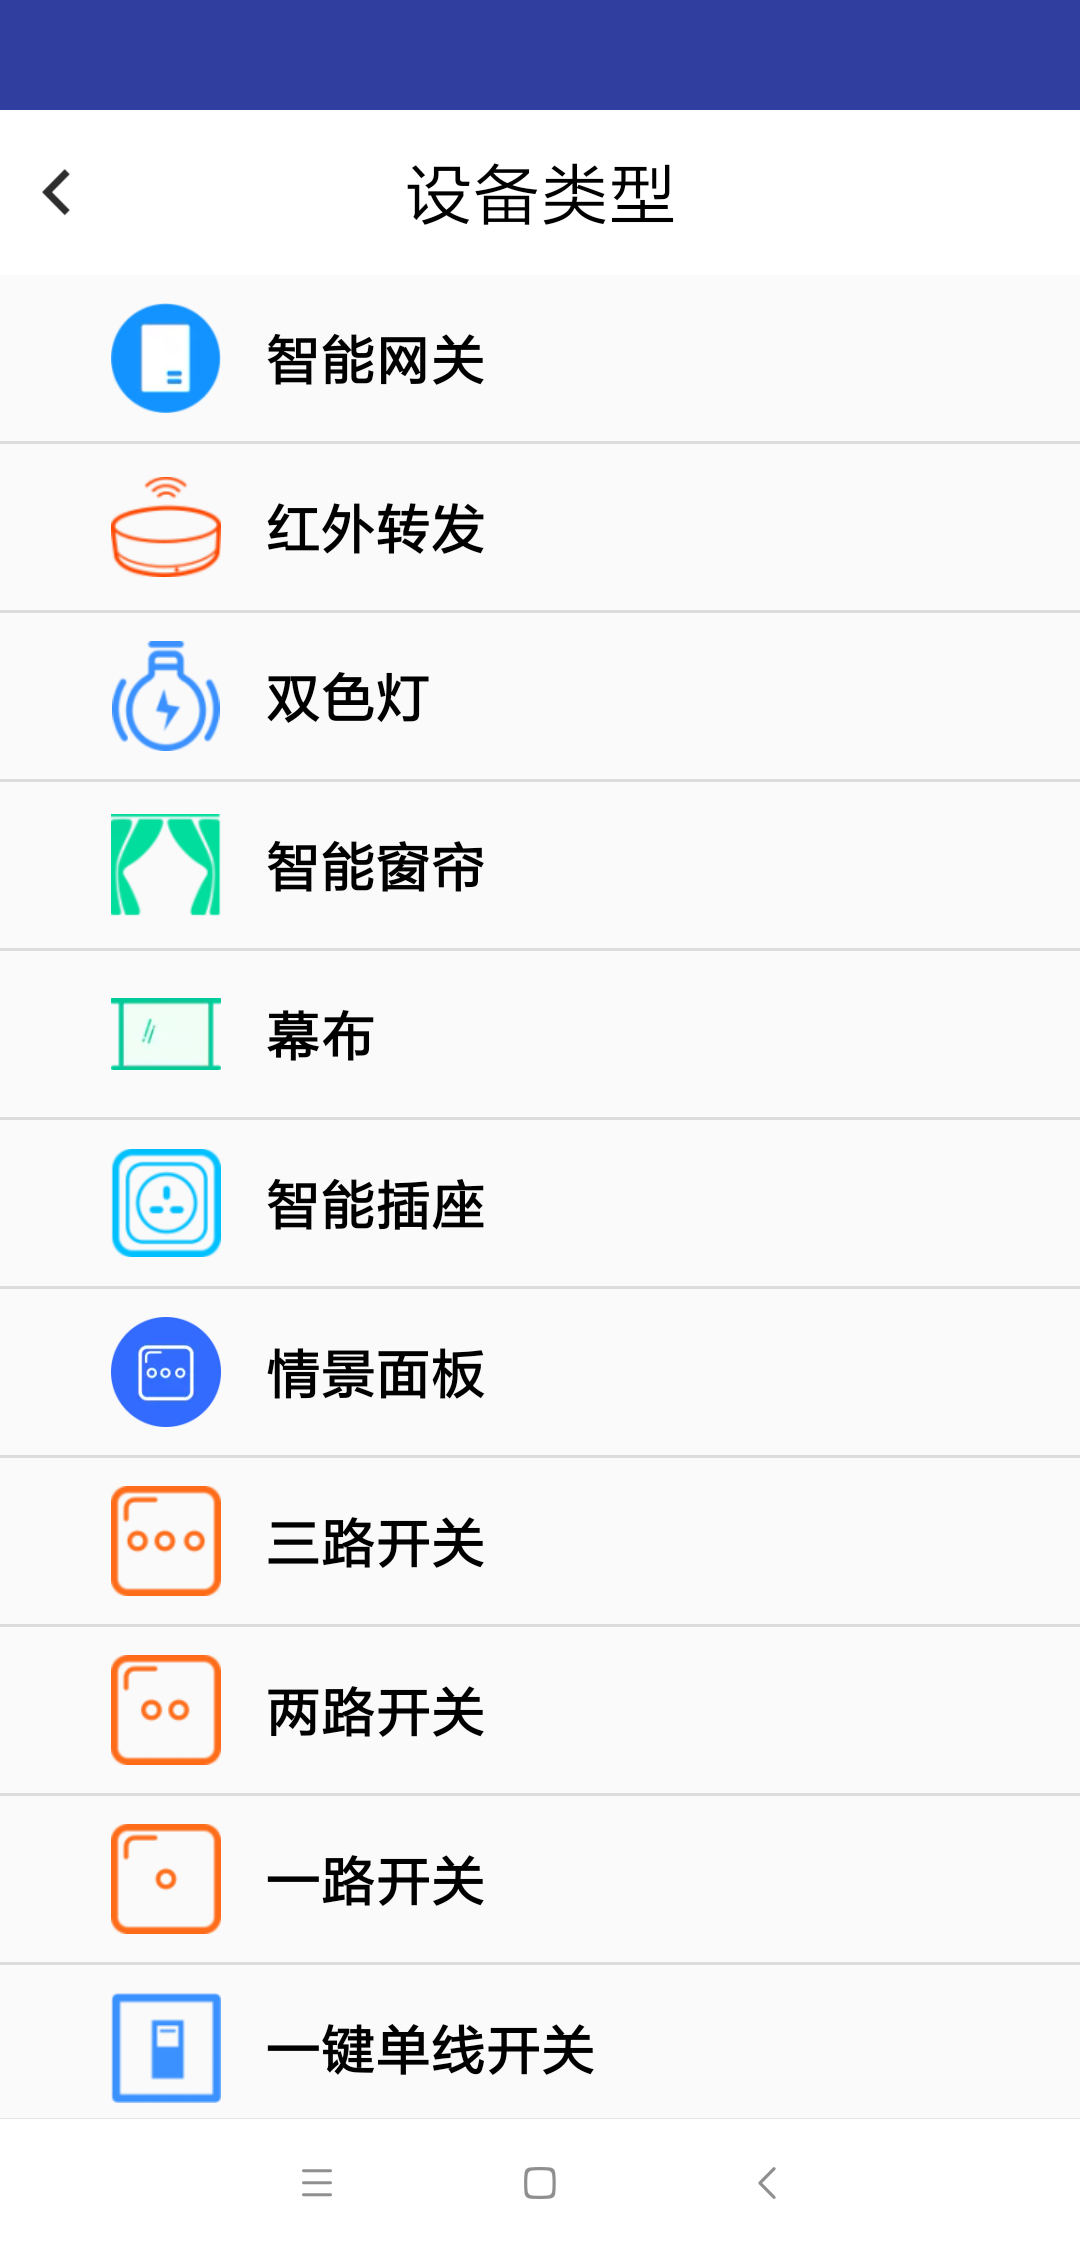 设备类型
智能网关
红外转发
双色灯
智能窗帘
幕布
智能插座
情景面板
三路开关
两路开关
一路开关
一键单线开关